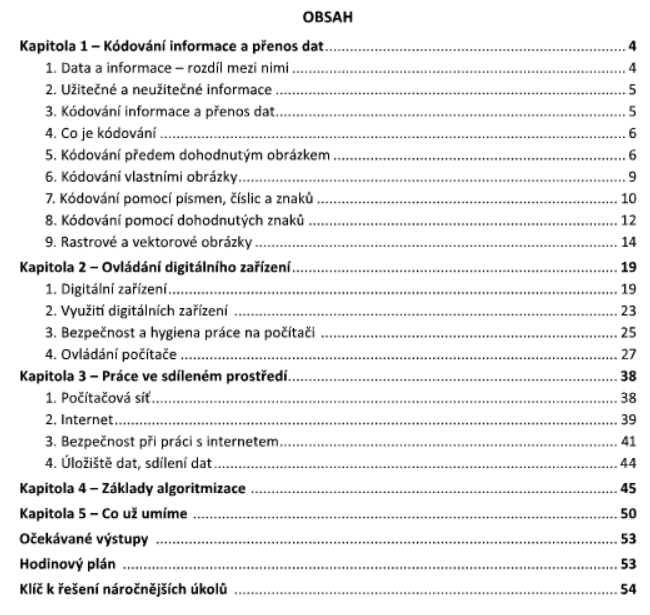 OBSAH
Kapitola 1 – Kódování informace a přenos dat 4
1. Data a informace – rozdíl mezi nimi 4
2. Užitečné a neužitečné informace 5
3. Kódování informace a přenos dat 5
4. Co je kódování 6
5. Kódování předem dohodnutým obrázkem 6
6. Kódování vlastními obrázky 9
7. Kódování pomocí písmen, číslic a znaků 10
8. Kódování pomocí dohodnutých znaků 12
9. Rastrové a vektorové obrázky 14
Kapitola 2 – Ovládání digitálního zařízení 19
1. Digitální zařízení 19
2. Využití digitálních zařízení 23
3. Bezpečnost a hygiena práce na počítači 25
4. Ovládání počítače 27
Kapitola 3 – Práce ve sdíleném prostředí 38
1. Počítačová síť 38
2. Internet 39
3. Bezpečnost při práci s internetem 41
4. Úložiště dat, sdílení dat 44
Kapitola 4 – Základy algoritmizace 45
Kapitola 5 – Co už umíme 50
Očekávané výstupy 53
Hodinový plán 53
Klíč k řešení náročnějších úkolů 54